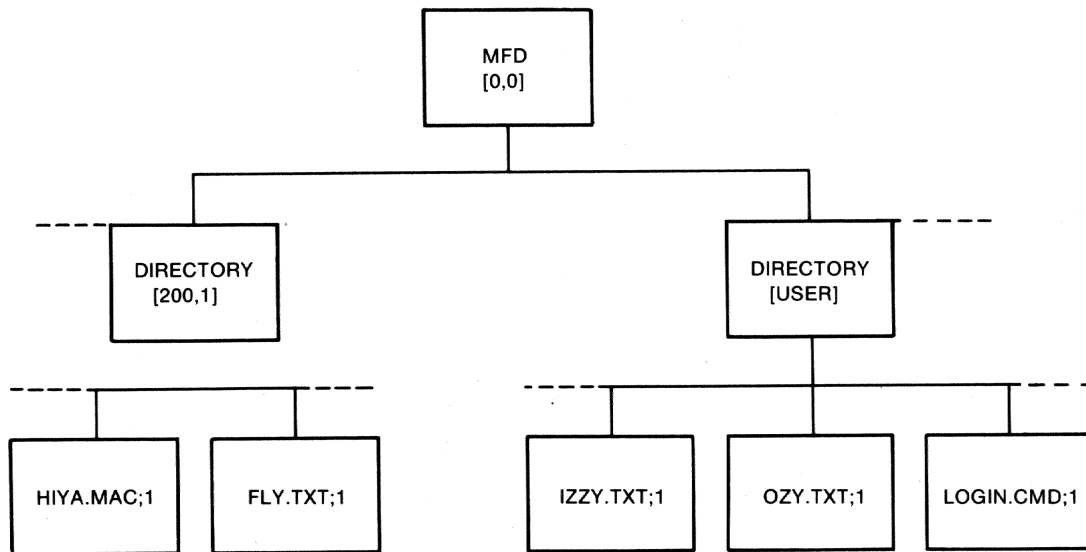 MFD
[0,0]
DIRECTORY
[200,1]
DIRECTORY
[USER]
HIYA.MAC;1
FLY.TXT;1
IZZY.TXT;1
OZY.TXT;1
LOGIN.CMD;1